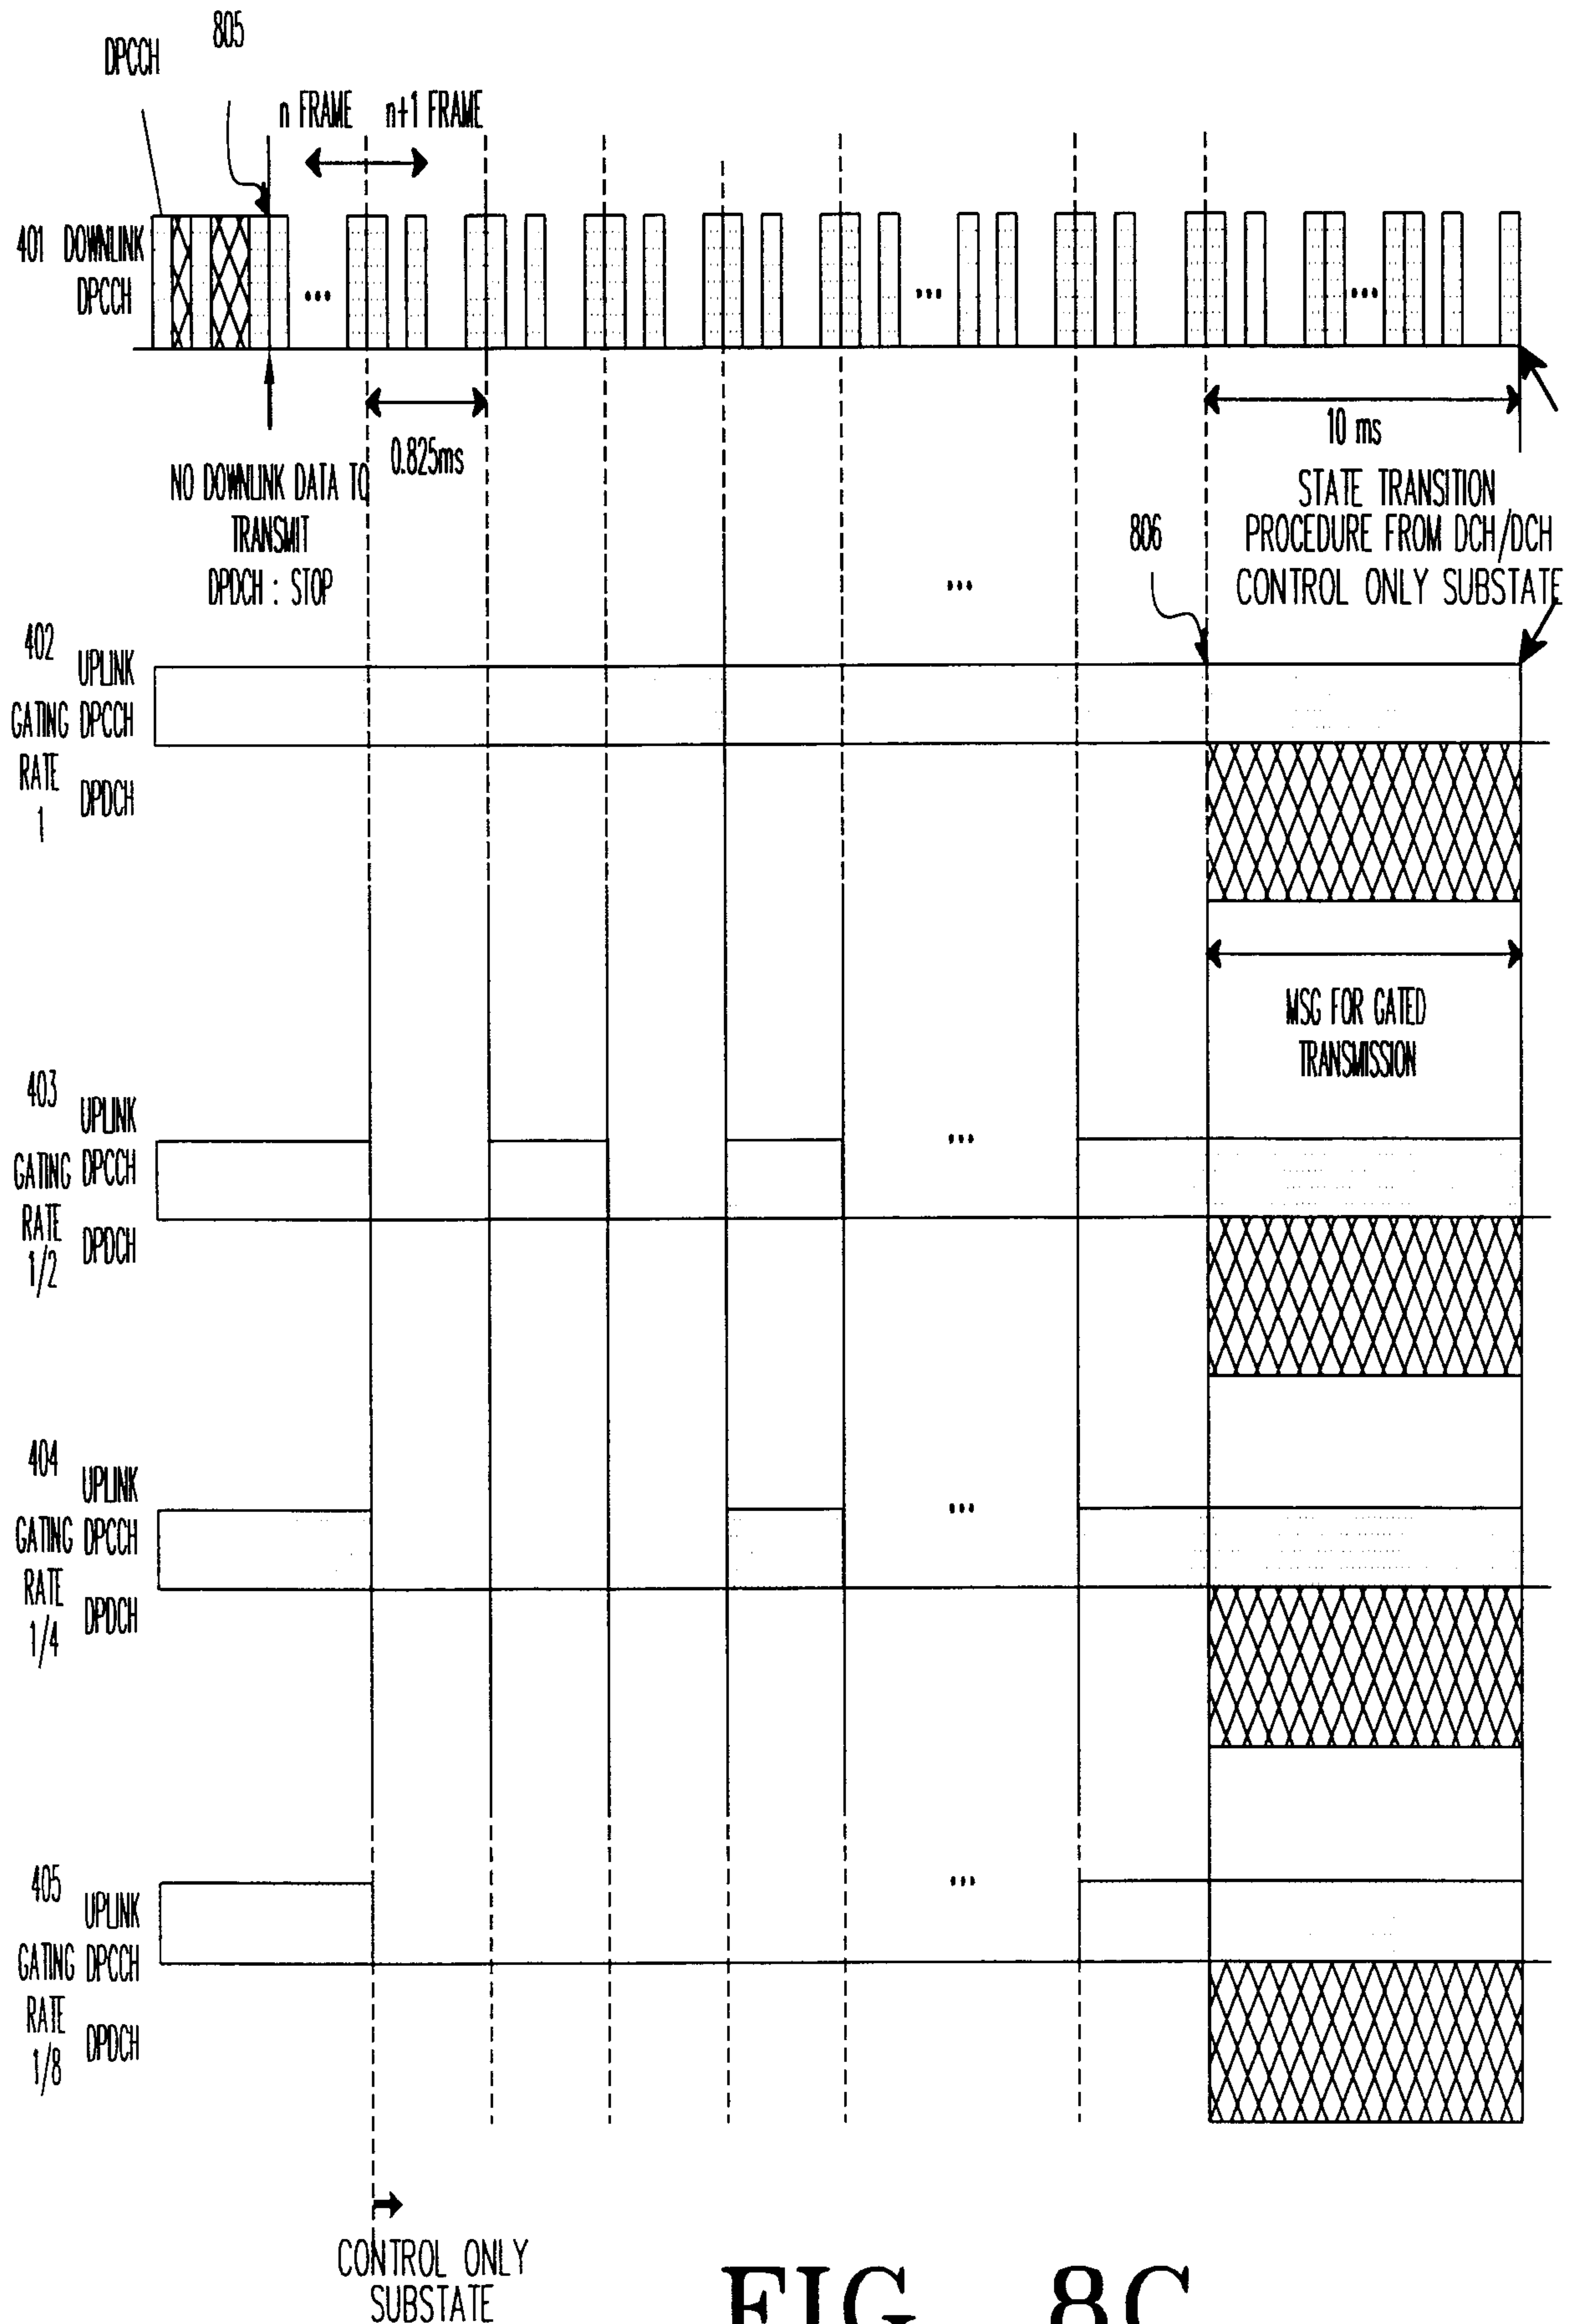 DPCCH
805
n FRAME n+1 FRAME
401 DOWNLINK
DPCCH
...
...
...
0.825ms
10 ms
NO DOWNLINK DATA TO
TRANSMIT
DPDCH : STOP
806
STATE TRANSITION
PROCEDURE FROM DCH/DCH
CONTROL ONLY SUBSTATE
...
402
UPLINK
GATING DPCCH
RATE
1
DPDCH
MSG FOR GATED
TRANSMISSION
403
UPLINK
GATING DPCCH
RATE
1/2
DPDCH
...
404
UPLINK
GATING DPCCH
RATE
1/4
DPDCH
...
405
UPLINK
GATING DPCCH
RATE
1/8
DPDCH
...
CONTROL ONLY
SUBSTATE
FIG. 8C